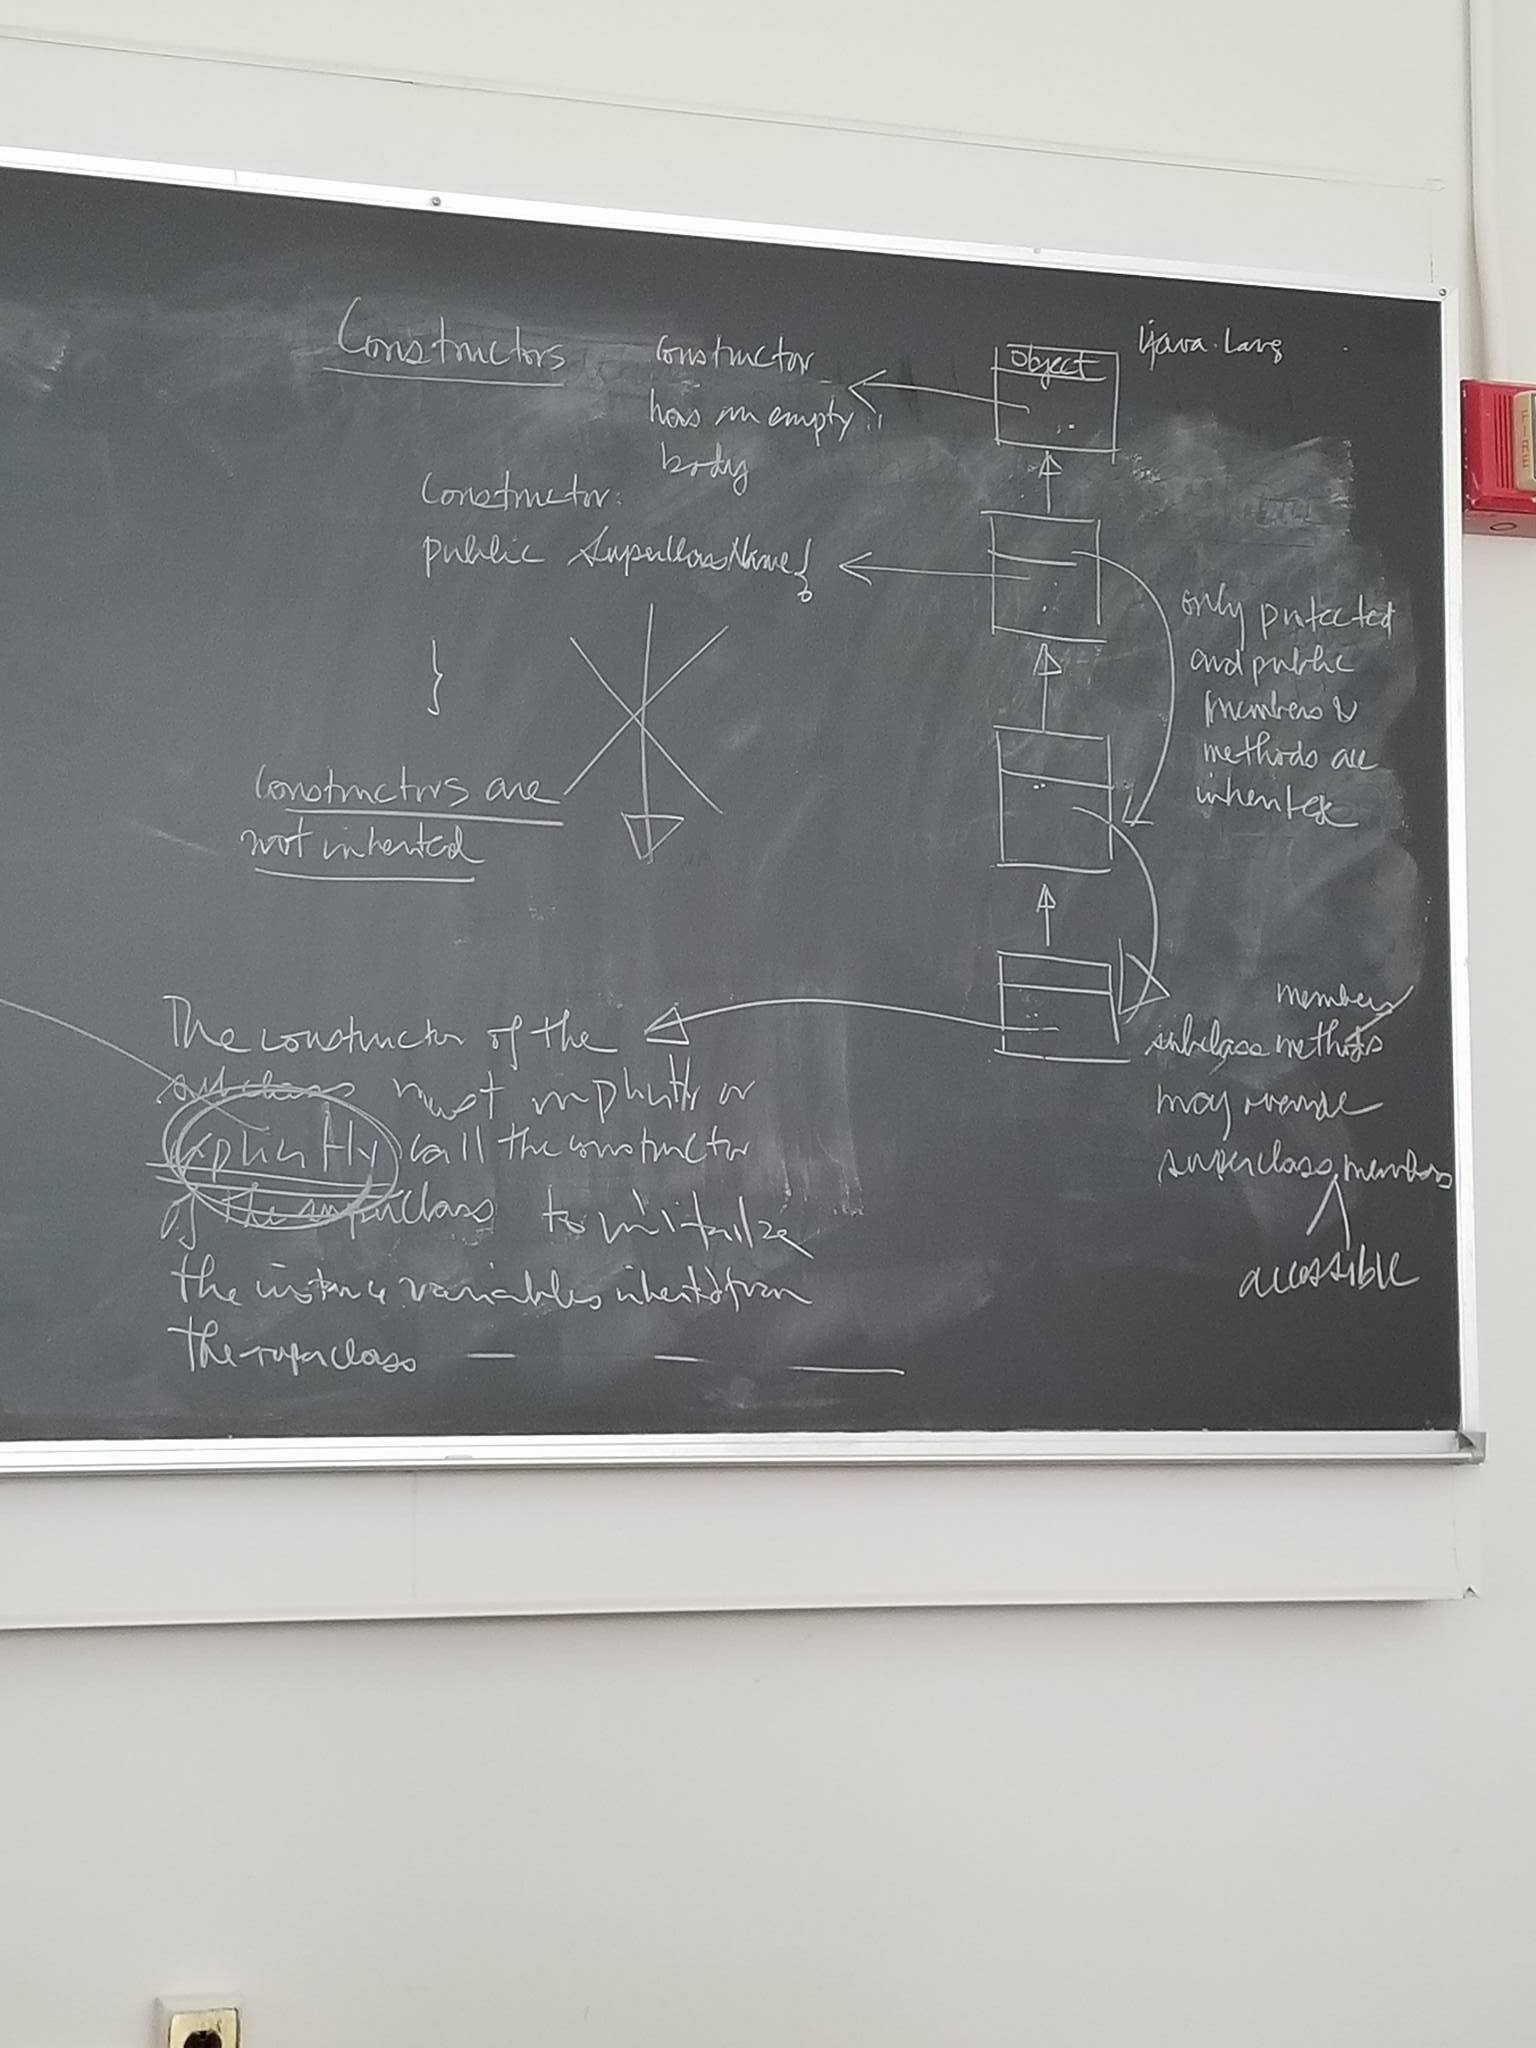 Constructors
Constructor
has an empty
body
Object
java.lang
Constructor:
public SuperclassName {
}
Constructors are
not inherited
only protected
and public
members &
methods are
inherited
The constructor of the
subclass must implicitly or
explicitly call the constructor
of the superclass to initialize
the instance variables inherited from
the superclass
members
subclass methods
may override
superclass members
accessible
FIRE